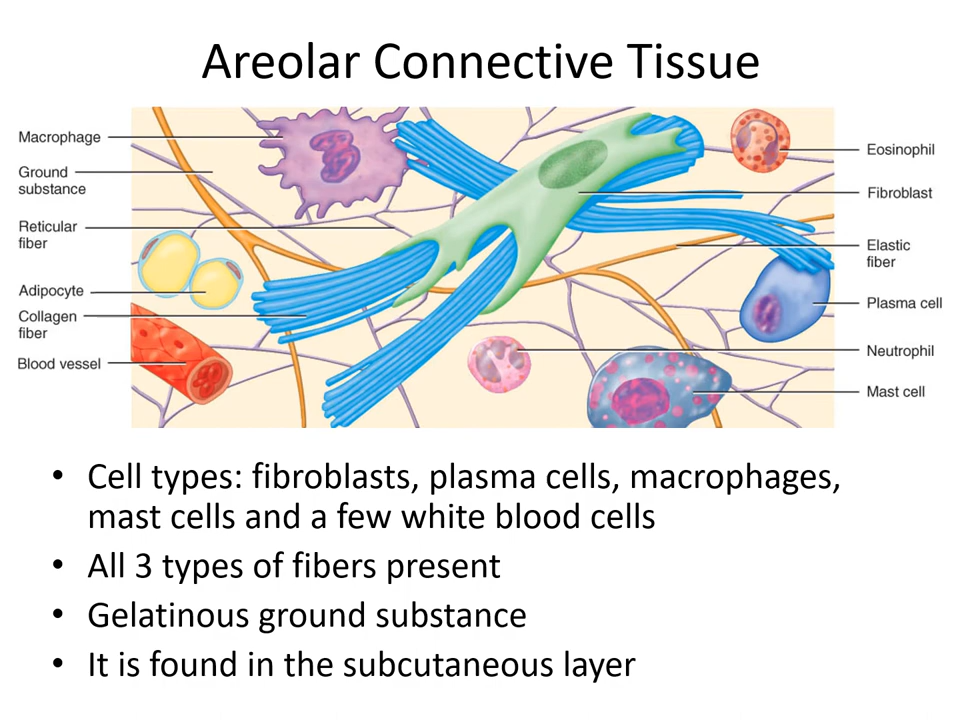 Areolar Connective Tissue
Macrophage
Ground
substance
Reticular
fiber
Adipocyte
Collagen
fiber
Blood vessel
Eosinophil
Fibroblast
Elastic
fiber
Plasma cell
Neutrophil
Mast cell
• Cell types: fibroblasts, plasma cells, macrophages,
mast cells and a few white blood cells
• All 3 types of fibers present
• Gelatinous ground substance
• It is found in the subcutaneous layer